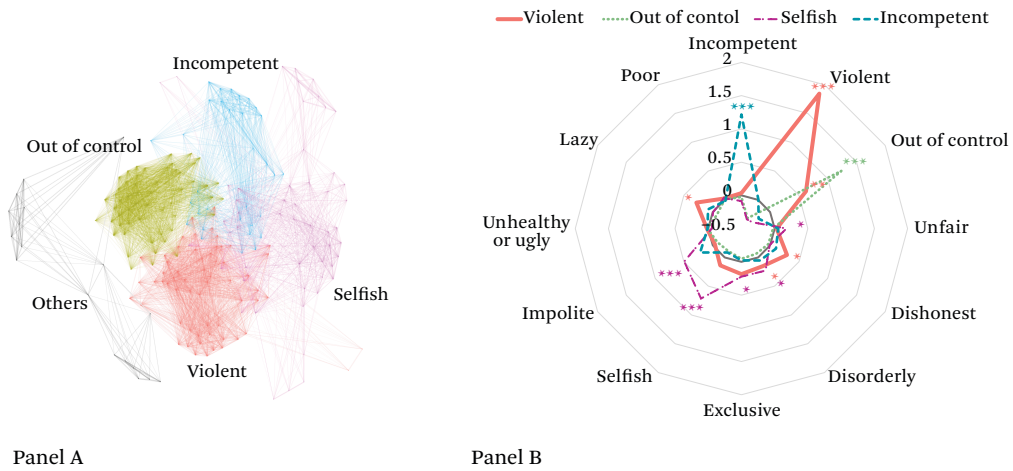 Violent
Out of contol
Selfish
Incompetent
Incompetent
Out of control
Others
Selfish
Violent
Panel A
Incompetent
Violent
Out of control
Unfair
Dishonest
Disorderly
Exclusive
Selfish
Impolite
Unhealthy
or ugly
Lazy
Poor
2
1.5
1
0.5
0
−0.5
***
***
***
**
*
*
*
*
*
***
***
*
Panel B